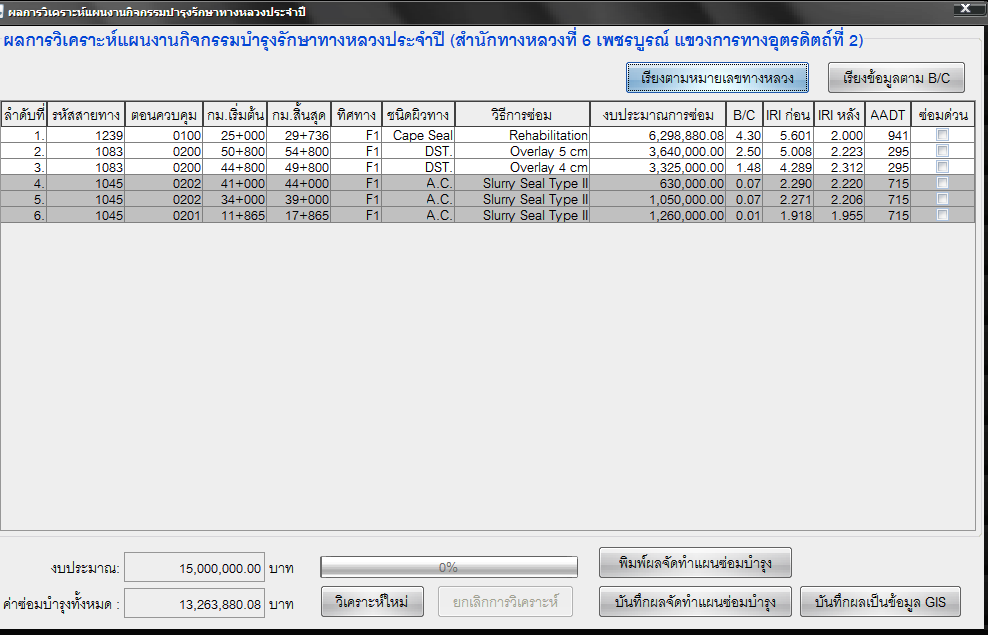 ผลการวิเคราะห์แผนงานกิจกรรมบำรุงรักษาทางหลวงประจำปี
ผลการวิเคราะห์แผนงานกิจกรรมบำรุงรักษาทางหลวงประจำปี (สำนักทางหลวงที่ 6 เพชรบูรณ์ แขวงการทางอุตรดิตถ์ที่ 2)
เรียงตามหมายเลขทางหลวง เรียงข้อมูลตาม B/C
ลำดับที่ รหัสสายทาง ตอนควบคุม กม.เริ่มต้น กม.สิ้นสุด ทิศทาง ชนิดผิวทาง วิธีการซ่อม งบประมาณการซ่อม B/C IRI ก่อน IRI หลัง AADT ซ่อมด่วน
1. 1239 0100 25+000 29+736 F1 Cape Seal Rehabilitation 6,298,880.08 4.30 5.601 2.000 941
2. 1083 0200 50+800 54+800 F1 DST. Overlay 5 cm 3,640,000.00 2.50 5.008 2.223 295
3. 1083 0200 44+800 49+800 F1 DST. Overlay 4 cm 3,325,000.00 1.48 4.289 2.312 295
4. 1045 0202 41+000 44+000 F1 A.C. Slurry Seal Type II 630,000.00 0.07 2.290 2.220 715
5. 1045 0202 34+000 39+000 F1 A.C. Slurry Seal Type II 1,050,000.00 0.07 2.271 2.206 715
6. 1045 0201 11+865 17+865 F1 A.C. Slurry Seal Type II 1,260,000.00 0.01 1.918 1.955 715
งบประมาณ: 15,000,000.00 บาท 0% พิมพ์ผลจัดทำแผนซ่อมบำรุง
ค่าซ่อมบำรุงทั้งหมด : 13,263,880.08 บาท วิเคราะห์ใหม่ ยกเลิกการวิเคราะห์ บันทึกผลจัดทำแผนซ่อมบำรุง บันทึกผลเป็นข้อมูล GIS